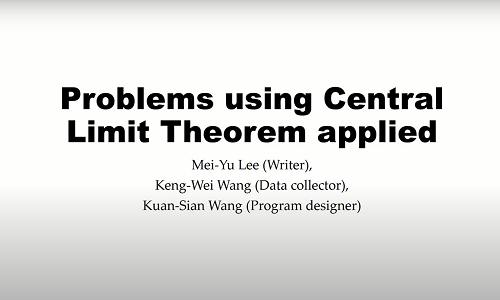 Problems using Central
Limit Theorem applied
Mei-Yu Lee (Writer),
Keng-Wei Wang (Data collector),
Kuan-Sian Wang (Program designer)